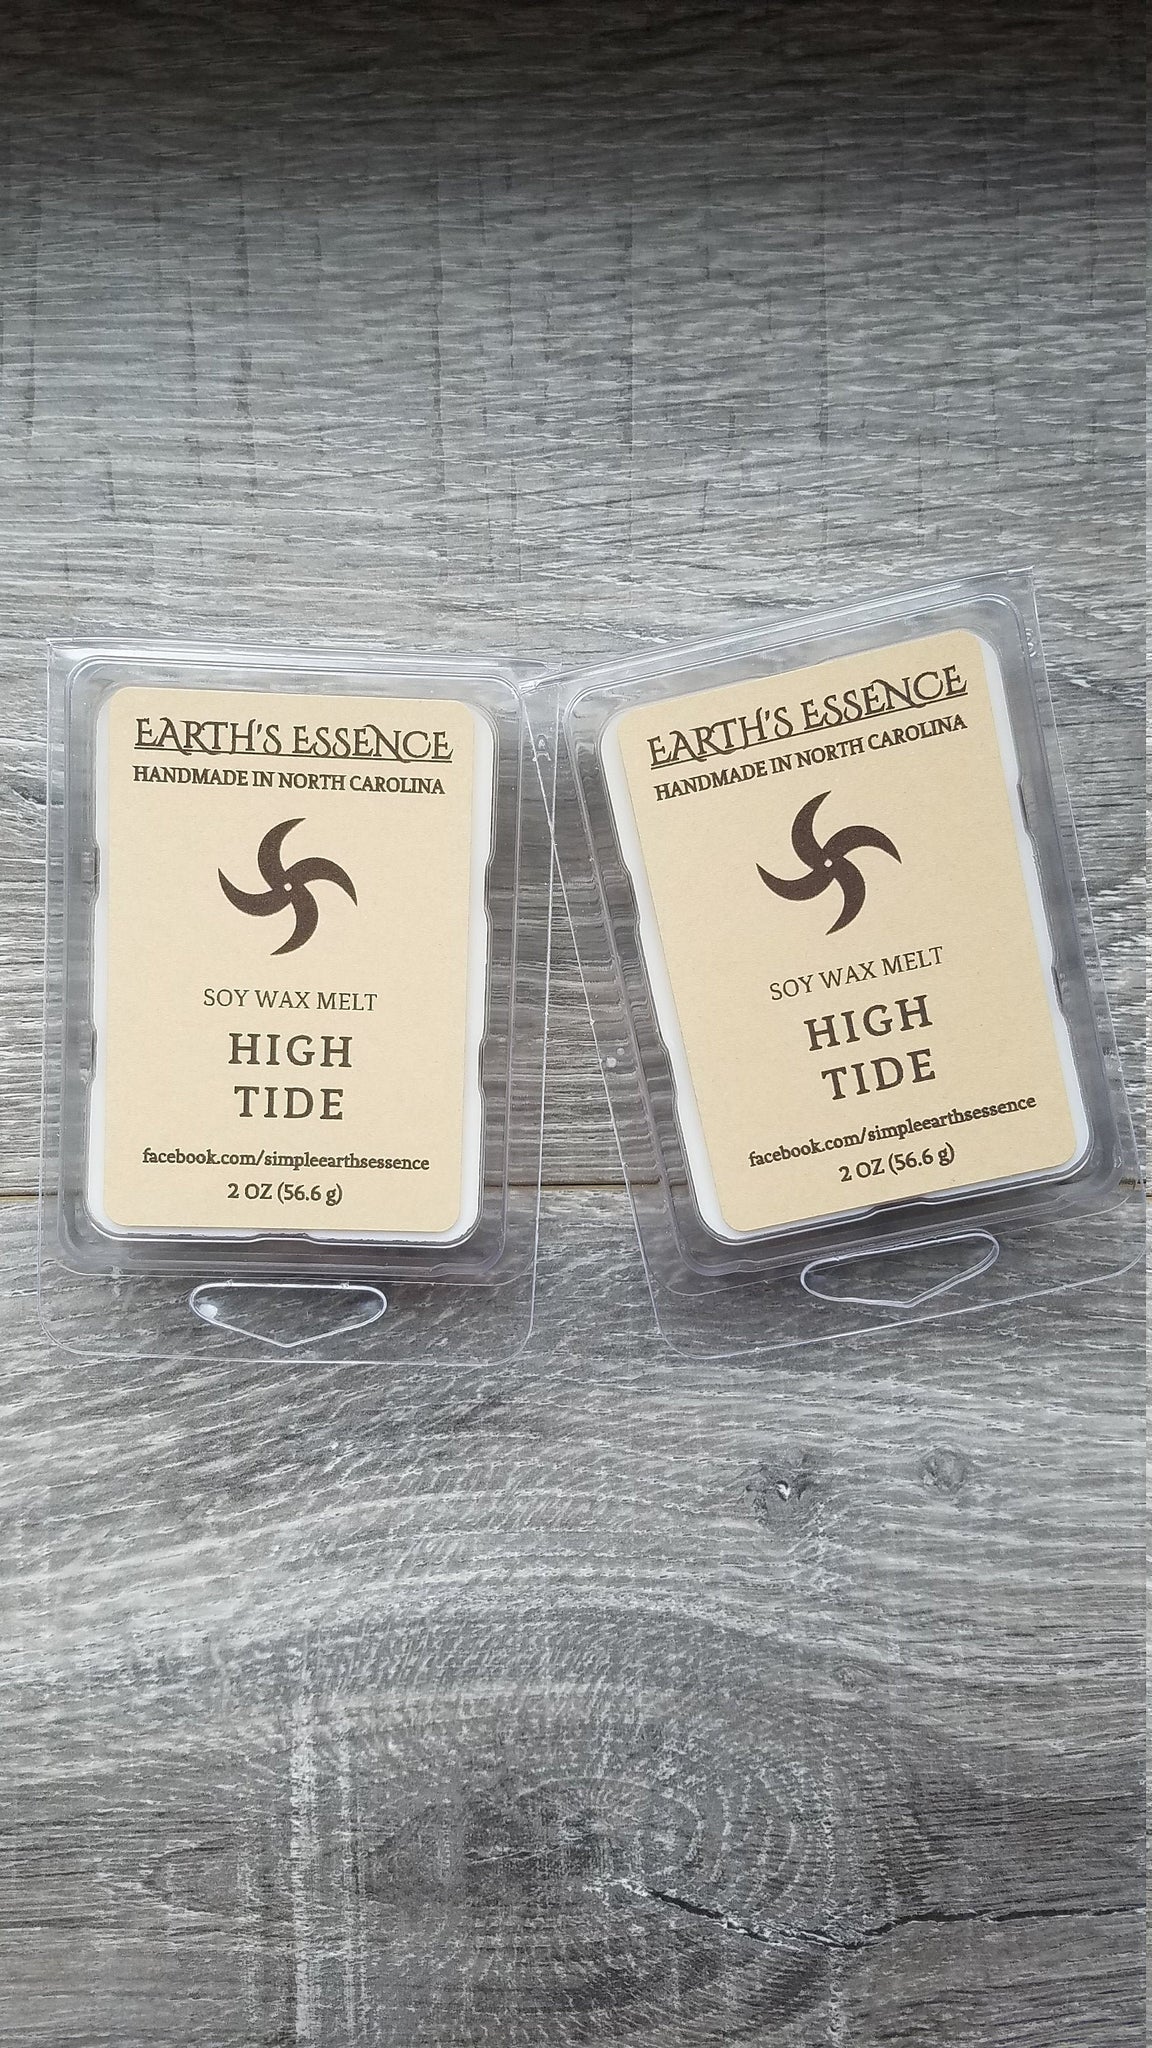 EARTH'S ESSENCE
HANDMADE IN NORTH CAROLINA
SOY WAX MELT
HIGH
TIDE
facebook.com/simpleearthsessence
2 OZ (56.6 g)
EARTH'S ESSENCE
HANDMADE IN NORTH CAROLINA
SOY WAX MELT
HIGH
TIDE
facebook.com/simpleearthsessence
2 OZ (56.6 g)